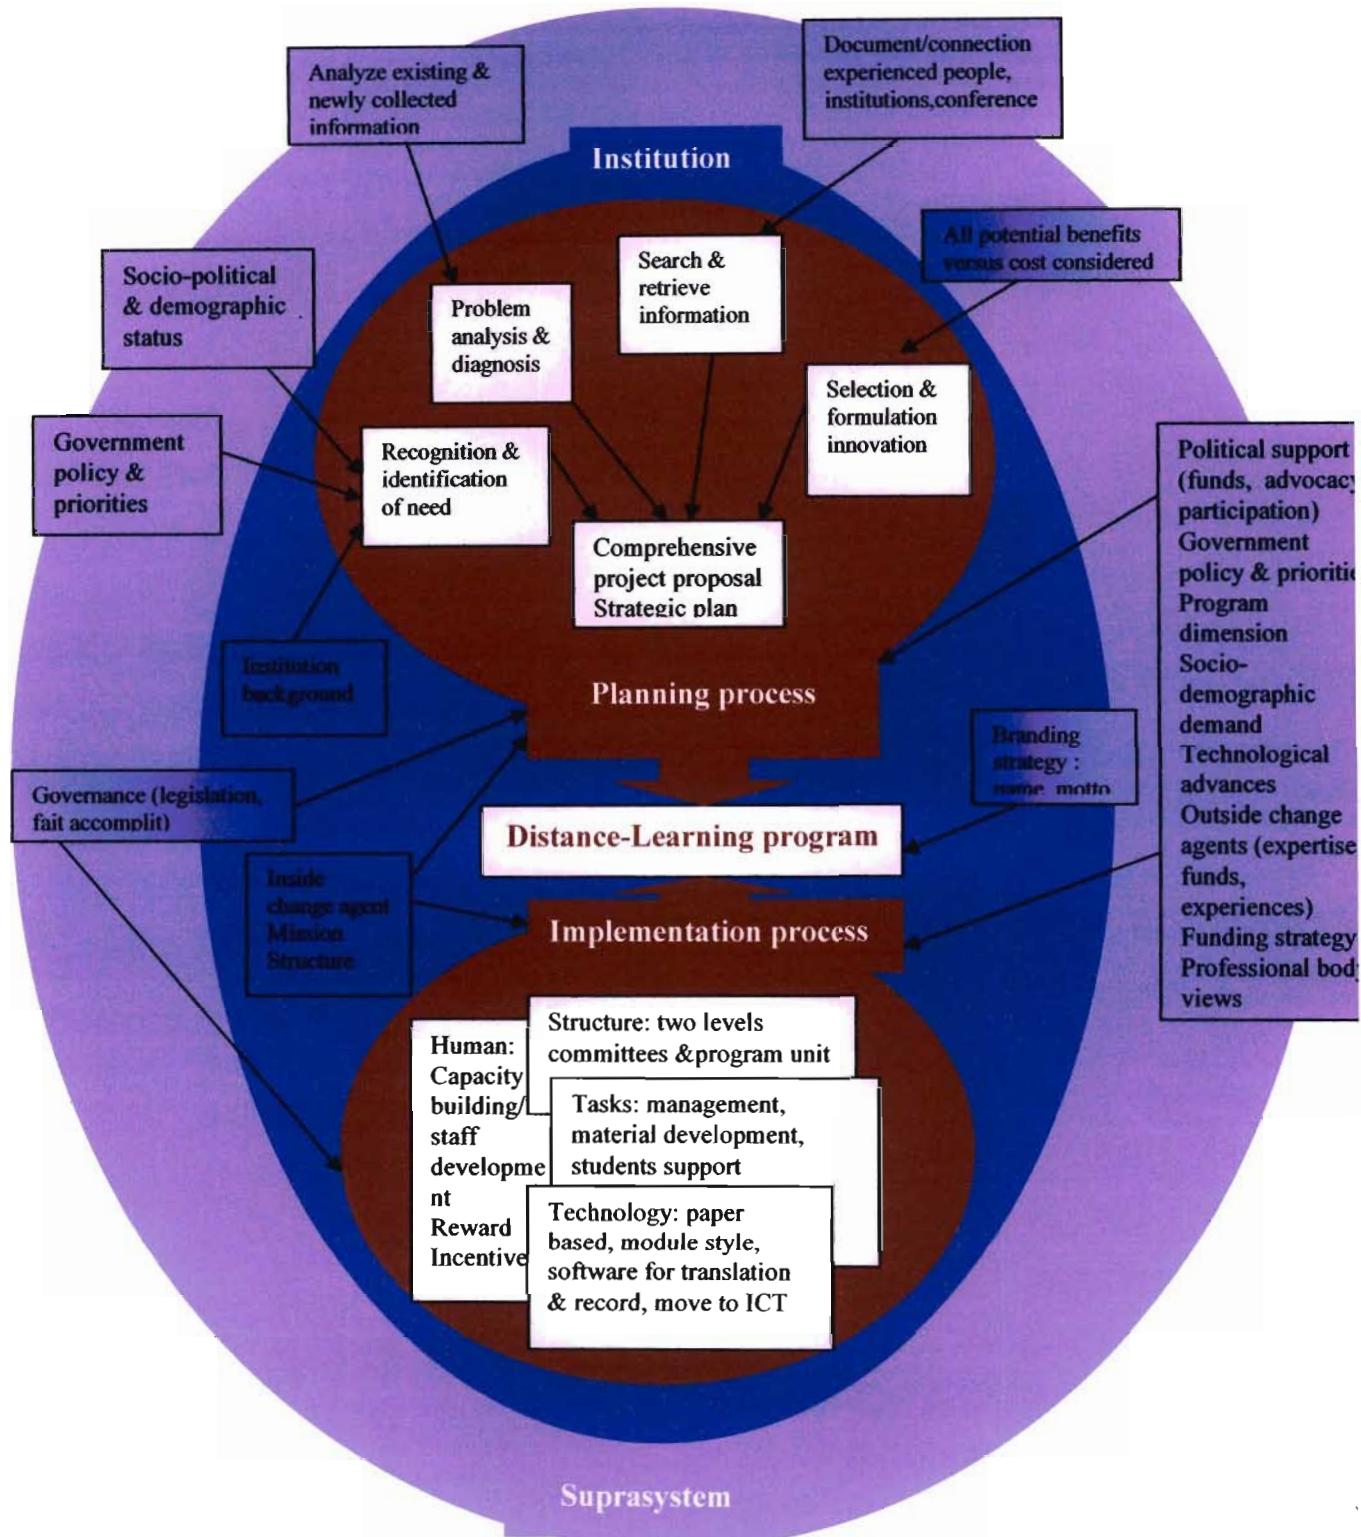 Analyze existing &
newly collected
information
Document/connection
experienced people,
institutions,conference
Institution
All potential benefits
versus cost considered
Socio-political
& demographic
status
Search &
retrieve
information
Problem
analysis &
diagnosis
Selection &
formulation
innovation
Government
policy &
priorities
Recognition &
identification
of need
Comprehensive
project proposal
Strategic plan
Political support
(funds, advocacy
participation)
Government
policy &
Program
dimension
Socio-
demographic
demand
Technological
advances
Outside change
agents (expertise
funds,
experiences)
Funding strategy
Professional
views
Institution
background
Planning process
Branding
strategy :
name, motto
Governance (legislation,
fait accomplit)
Distance-Learning program
Inside
change agent
Mission
Structure
Implementation process
Human:
Capacity
building/
staff
developme
nt
Reward
Incentive
Structure: two levels
committees &program unit
Tasks: management,
material development,
students support
Technology: paper
based, module style,
software for translation
& record, move to ICT
Suprasystem